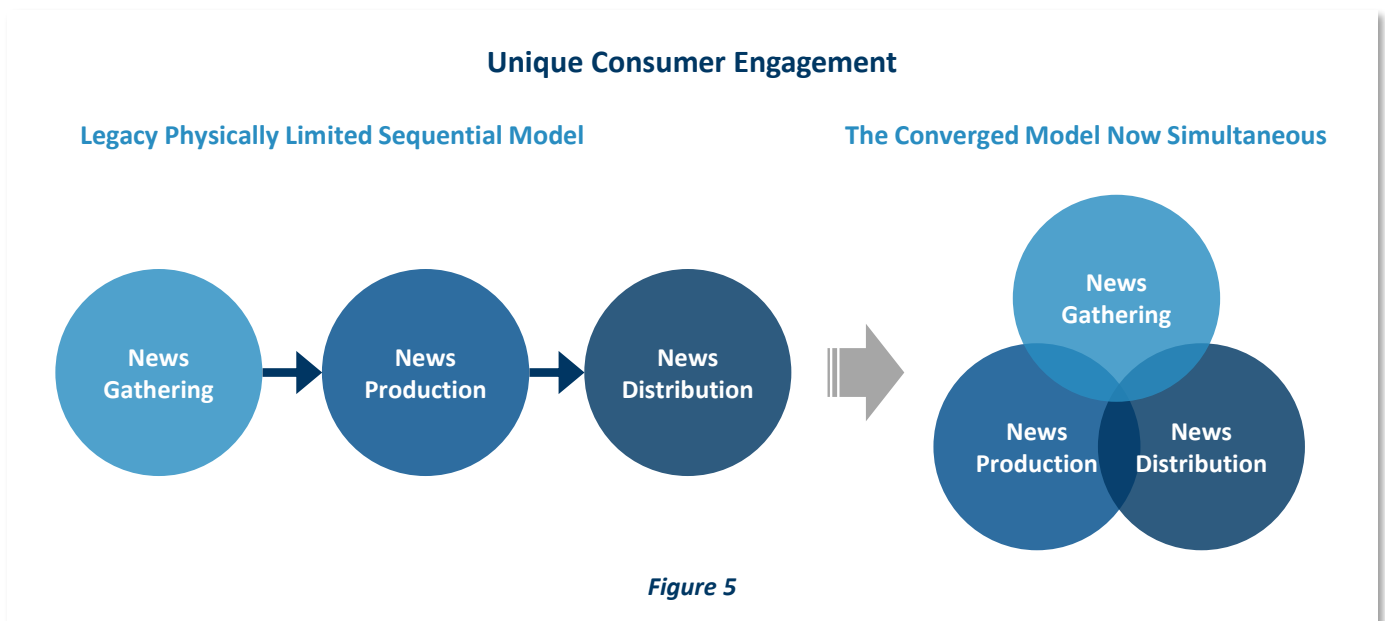 Unique Consumer Engagement
Legacy Physically Limited Sequential Model
The Converged Model Now Simultaneous
News
Gathering
News
Production
News
Distribution
News
Gathering
News
Production
News
Distribution
Figure 5